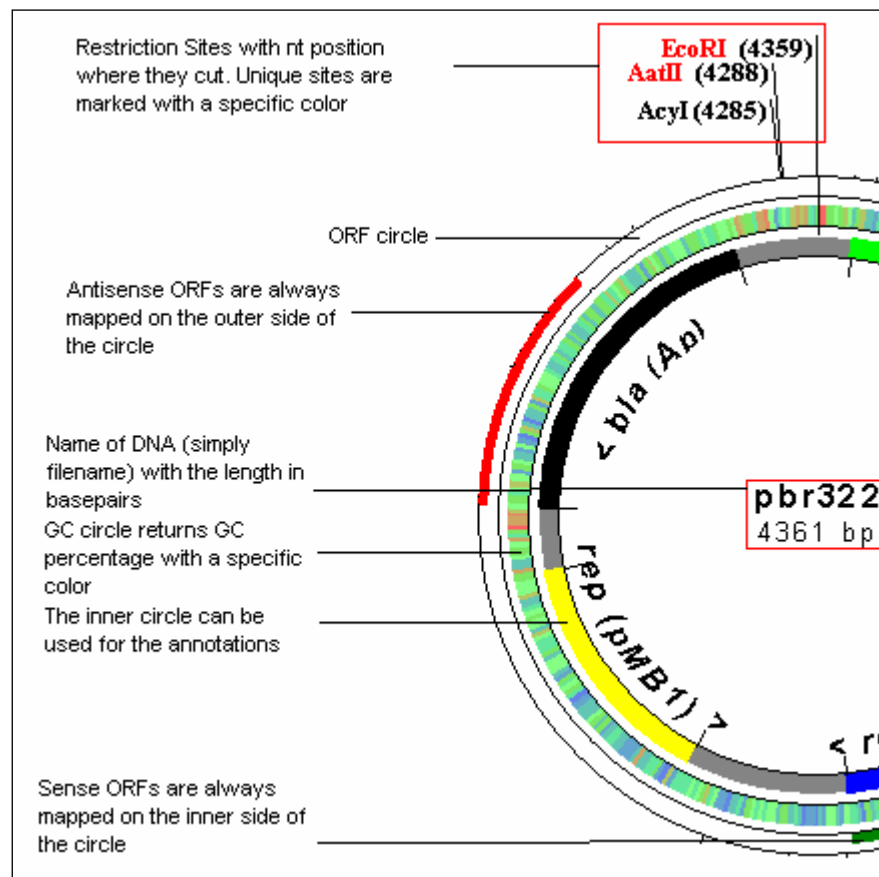 Restriction Sites with nt position
where they cut. Unique sites are
marked with a specific color
EcoRI (4359)
AatII (4288)
AcyI (4285)
ORF circle
Antisense ORFs are always
mapped on the outer side of
the circle
< bla (Ap)
Name of DNA (simply
filename) with the length in
basepairs
pbr322
4361 bp
GC circle returns GC
percentage with a specific
color
The inner circle can be
used for the annotations
rep (pMB1) >
< r
Sense ORFs are always
mapped on the inner side of
the circle